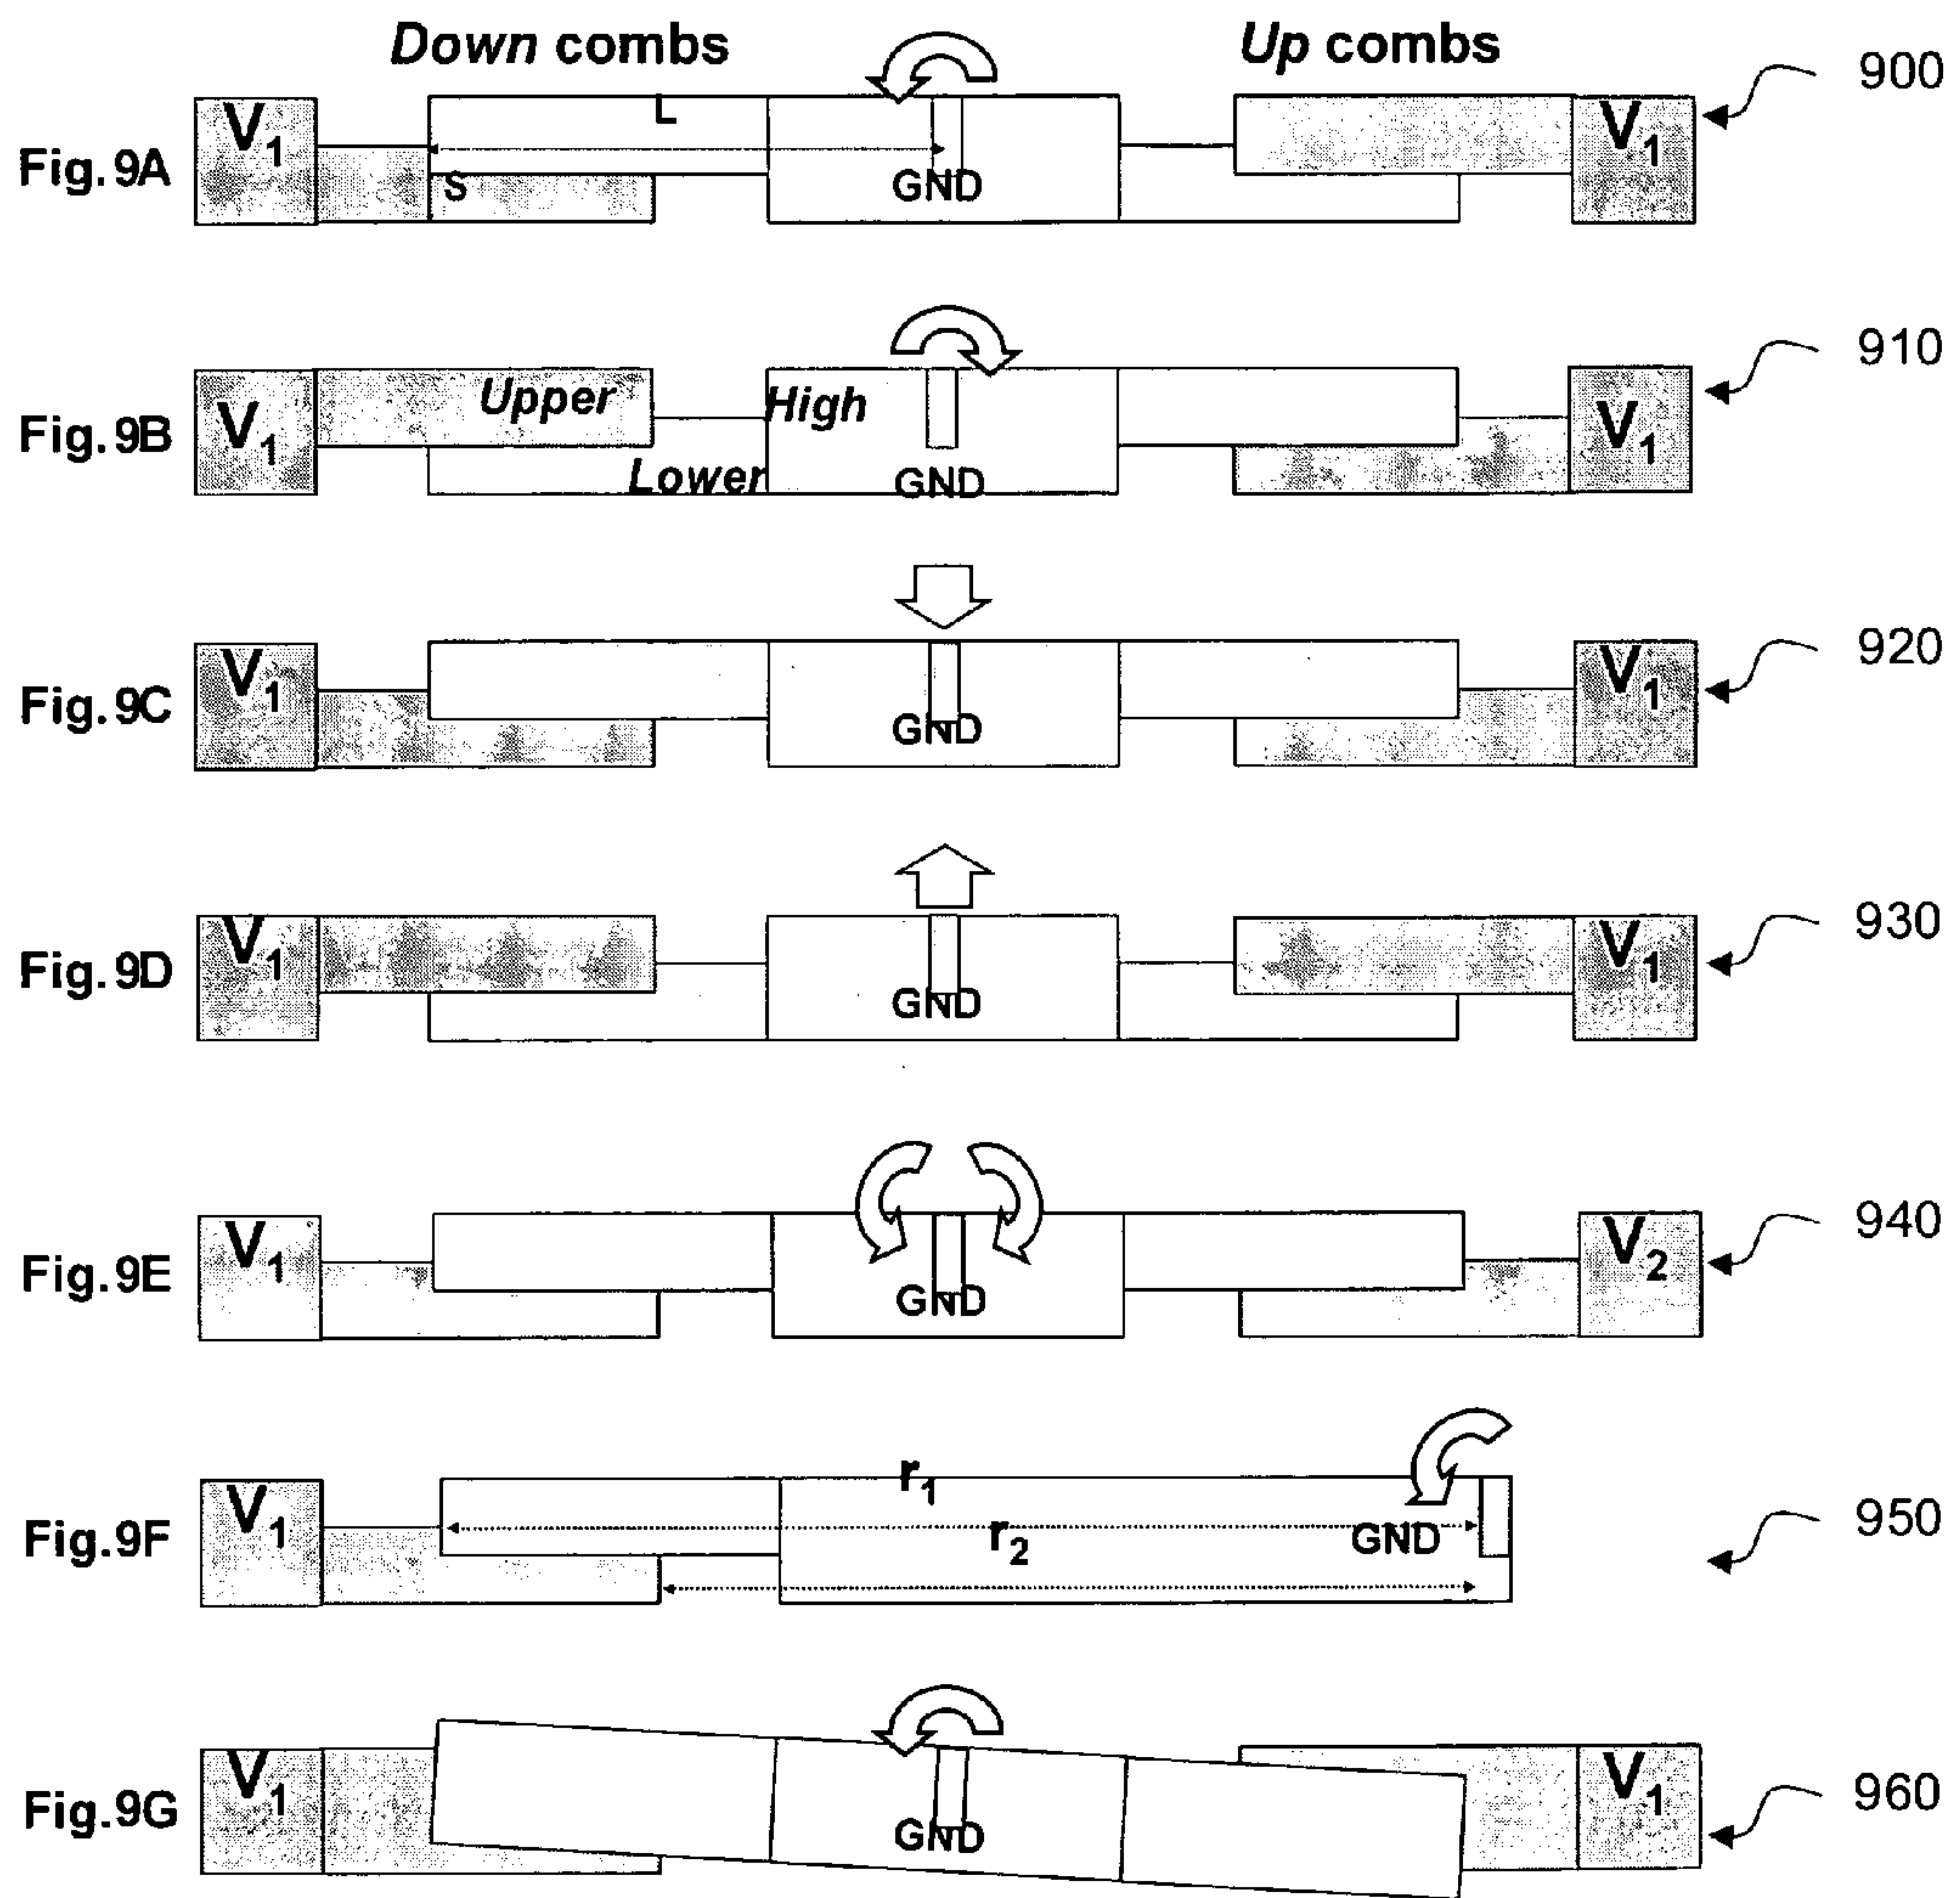 Down combs
Up combs
900
Fig.9A
V1
L
S
GND
V1
910
Fig.9B
V1
Upper
High
Lower
GND
V1
920
Fig.9C
V1
GND
V1
930
Fig.9D
V1
GND
V1
940
Fig.9E
V1
GND
V2
950
Fig.9F
V1
r1
r2
GND
960
Fig.9G
V1
GND
V1